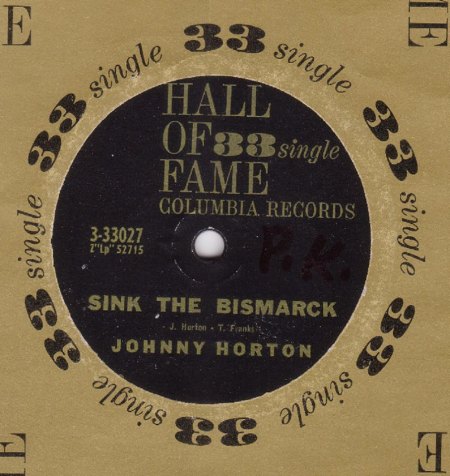 33 single 33 single 33 single 33 single 33 single 33 single 33 single
HALL
OF 33 single
FAME
COLUMBIA RECORDS
3-33027
7"Lp" 52715
P.K.
SINK THE BISMARCK
- J. Horton - T. Franks -
JOHNNY HORTON
E
ME
E
E